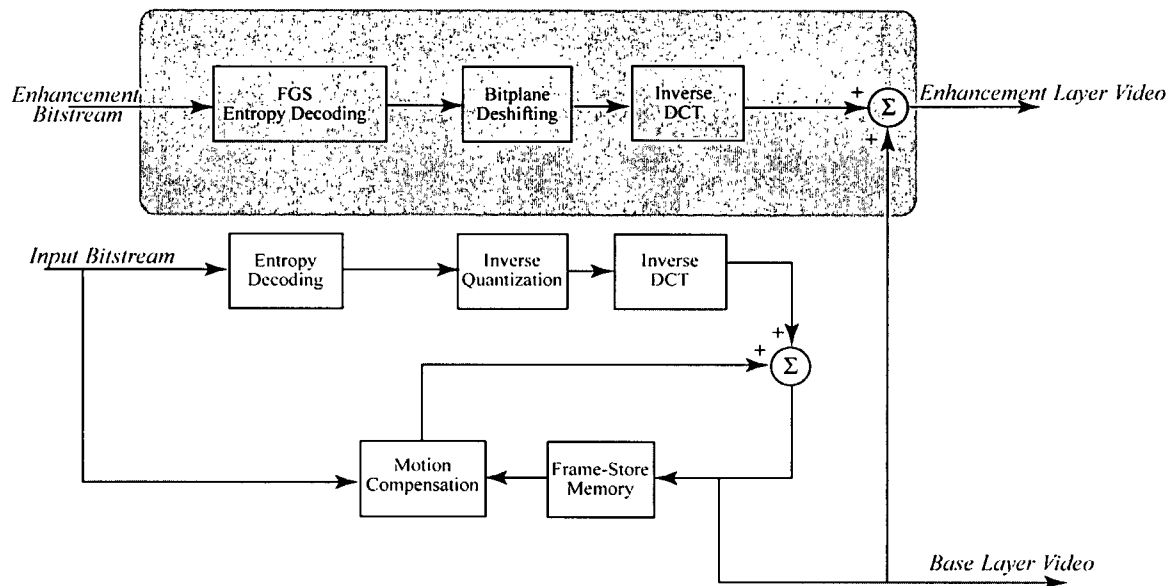 Enhancement
Bitstream
FGS
Entropy Decoding
Bitplane
Deshifting
Inverse
DCT
+
+
Σ
Enhancement Layer Video
Input Bitstream
Entropy
Decoding
Inverse
Quantization
Inverse
DCT
+
+
Σ
Motion
Compensation
Frame-Store
Memory
Base Layer Video